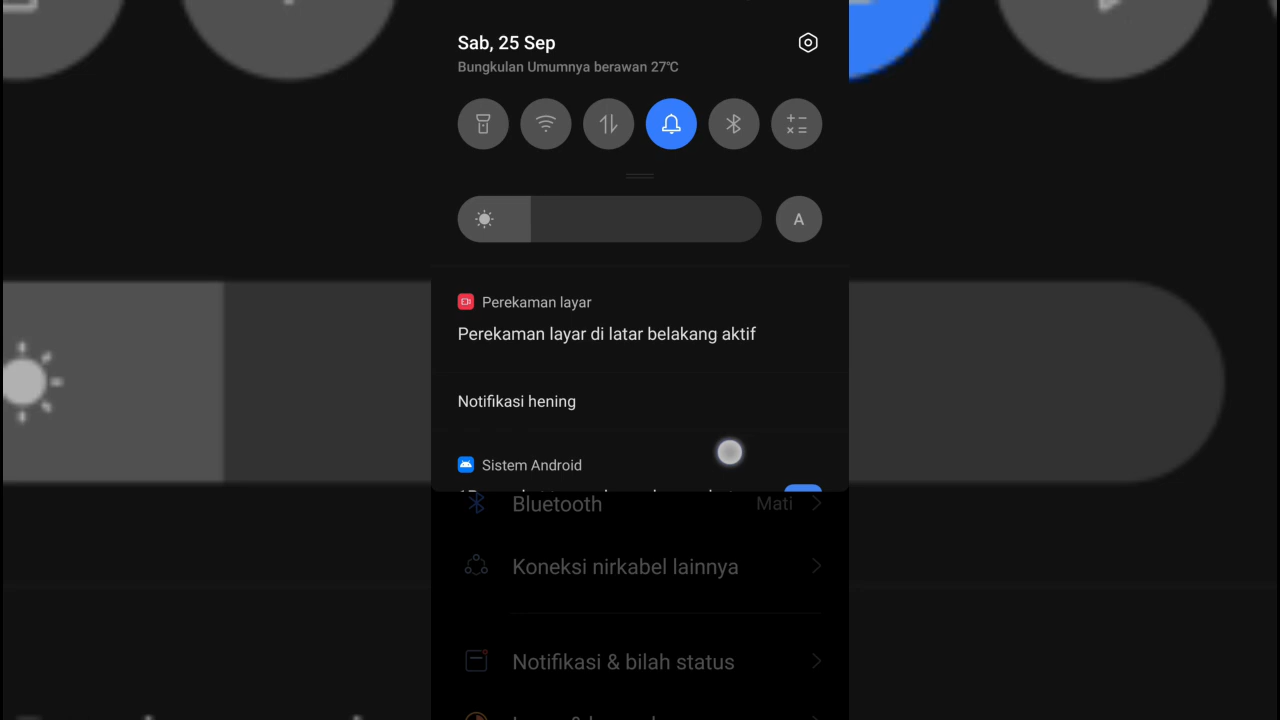 Sab, 25 Sep
Bungkulan Umumnya berawan 27°C
A
Perekaman layar
Perekaman layar di latar belakang aktif
Notifikasi hening
Sistem Android
Bluetooth Mati
Koneksi nirkabel lainnya
Notifikasi & bilah status